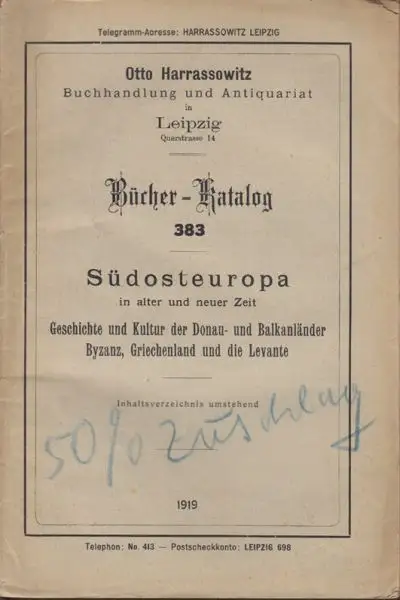 Telegramm-Adresse: HARRASSOWITZ LEIPZIG
Otto Harrassowitz
Buchhandlung und Antiquariat
in
Leipzig
Querstrasse 14
Bücher-Katalog
383
Südosteuropa
in alter und neuer Zeit
Geschichte und Kultur der Donau- und Balkanländer
Byzanz, Griechenland und die Levante
Inhaltsverzeichnis umstehend
50% Zuschlag
1919
Telephon: No. 413 — Postscheckkonto: LEIPZIG 698